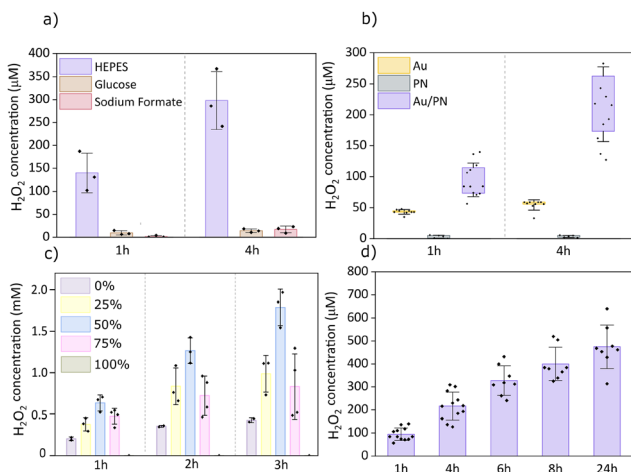 a)
H₂O₂ concentration (μM)
400
350
300
250
200
150
100
50
0
HEPES
Glucose
Sodium Formate
1h
4h
b)
H₂O₂ concentration (μM)
300
250
200
150
100
50
0
Au
PN
Au/PN
1h
4h
c)
H₂O₂ concentration (mM)
2.0
1.5
1.0
0.5
0.0
0%
25%
50%
75%
100%
1h
2h
3h
d)
H₂O₂ concentration (μM)
800
700
600
500
400
300
200
100
0
1h
4h
6h
8h
24h